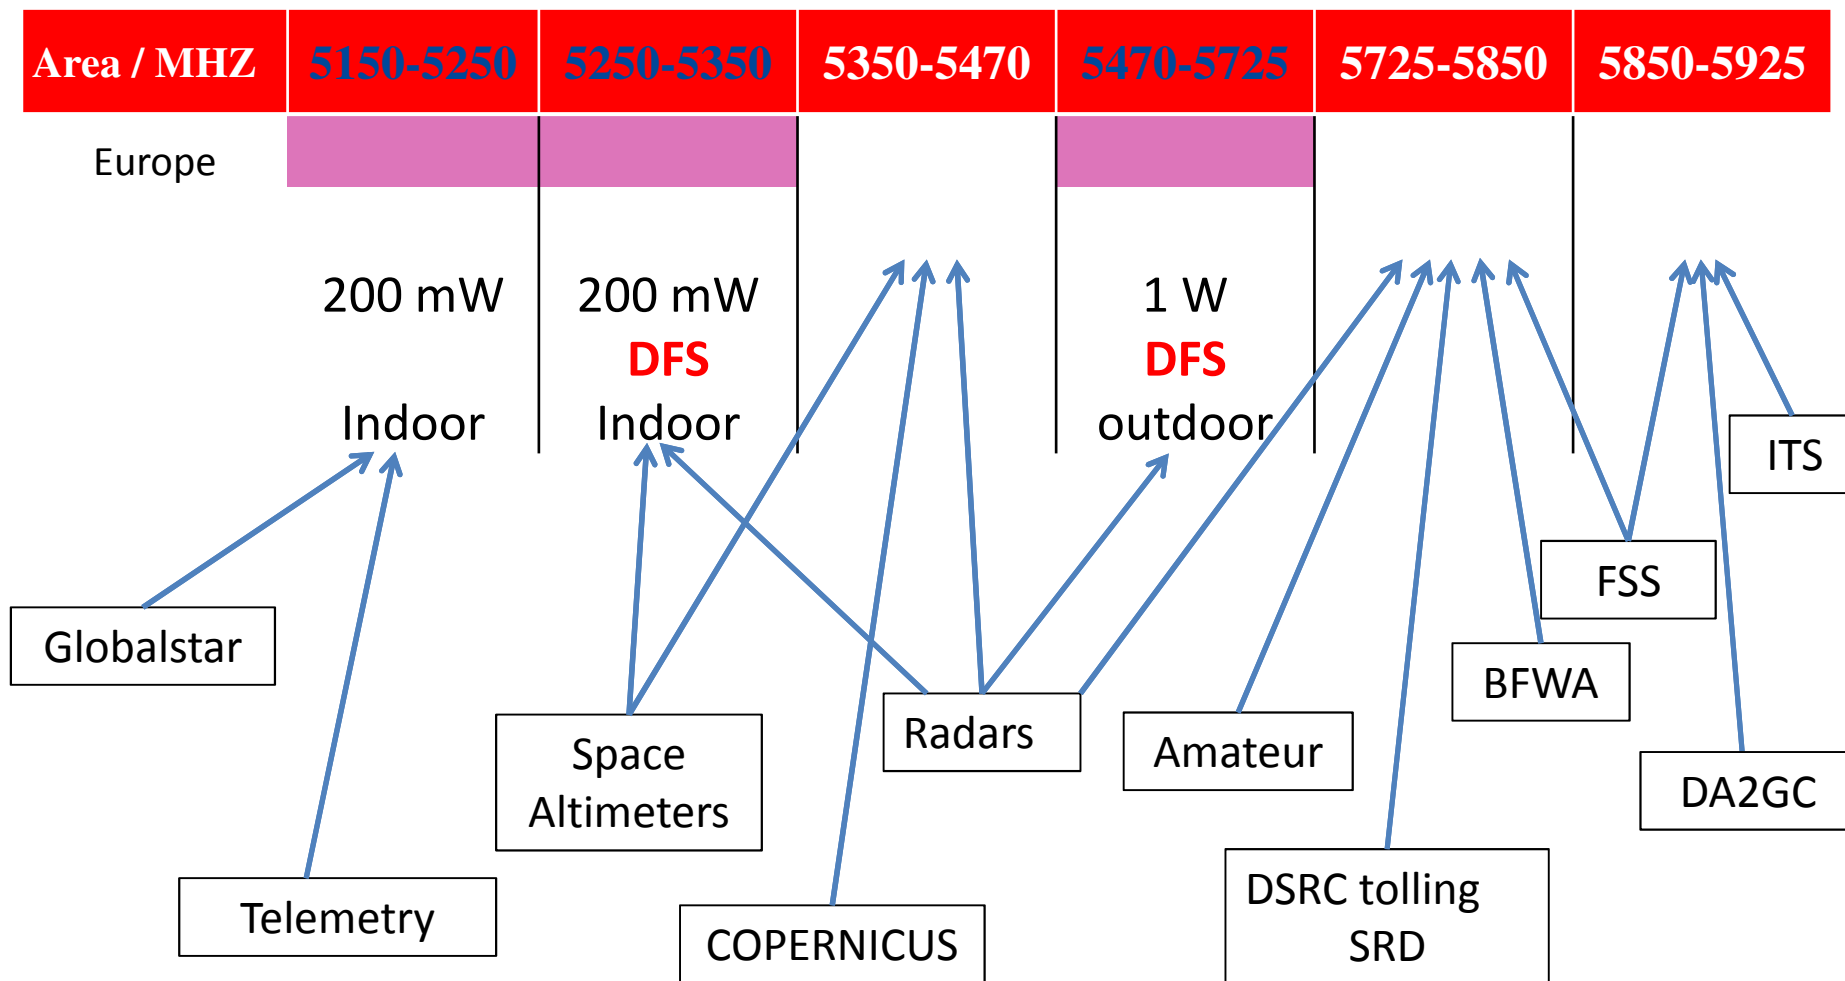 Area / MHZ 5150-5250 5250-5350 5350-5470 5470-5725 5725-5850 5850-5925
Europe
200 mW 200 mW 1 W
DFS DFS
Indoor Indoor outdoor
ITS
FSS
Globalstar
BFWA
Radars
Space
Altimeters
Amateur
DA2GC
Telemetry
COPERNICUS
DSRC tolling
SRD